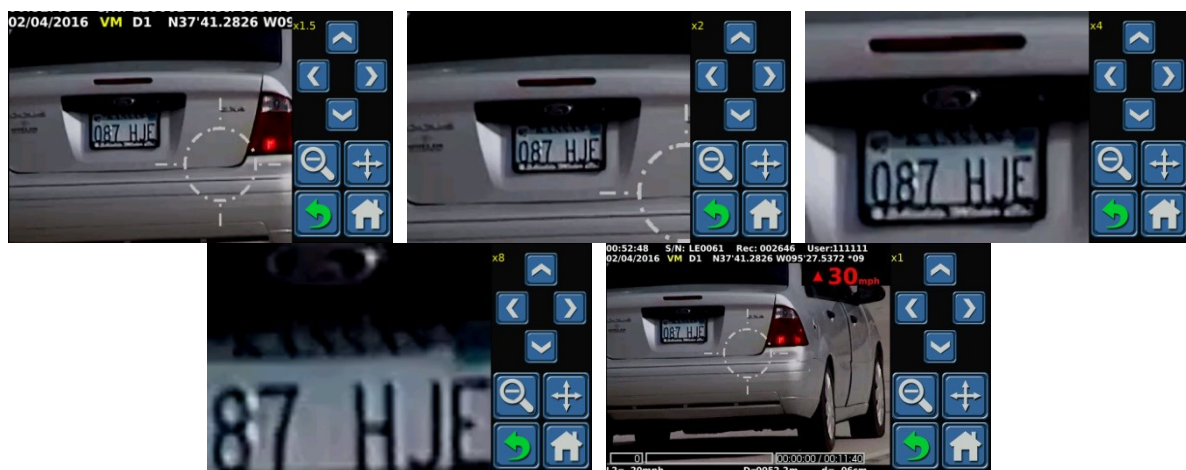 02/04/2016 VM D1 N37'41.2826 W09
x1.5
ZX4
087 HJE
x2
087 HJE
x4
087 HJE
x8
87 HJE
00:52:48 S/N: LE0061 Rec: 002646 User:111111
02/04/2016 VM D1 N37'41.2826 W095'27.5372 *09
x1
▲30mph
087 HJE
0
00:00:00 / 00:11:40